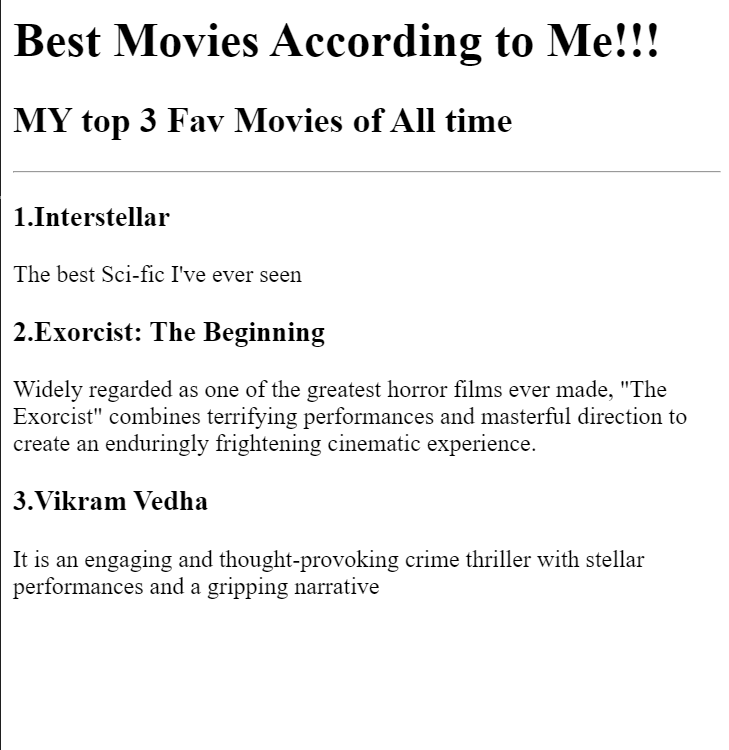 Best Movies According to Me!!!
MY top 3 Fav Movies of All time
1.Interstellar
The best Sci-fic I've ever seen
2.Exorcist: The Beginning
Widely regarded as one of the greatest horror films ever made, "The
Exorcist" combines terrifying performances and masterful direction to
create an enduringly frightening cinematic experience.
3.Vikram Vedha
It is an engaging and thought-provoking crime thriller with stellar
performances and a gripping narrative